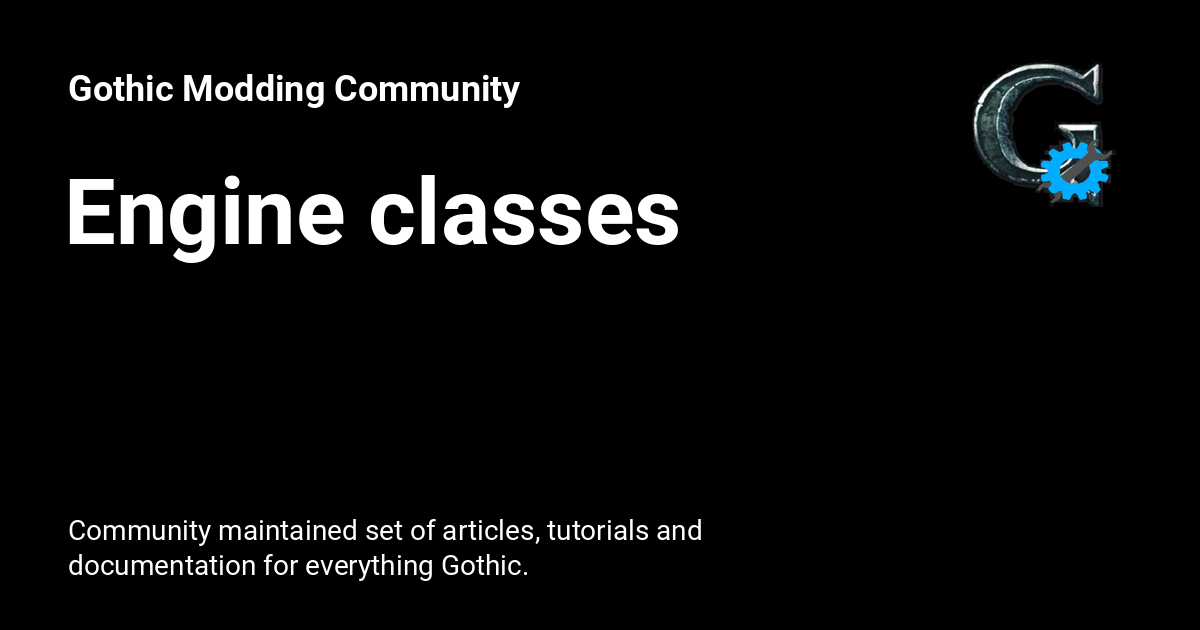 Gothic Modding Community
Engine classes
G
Community maintained set of articles, tutorials and
documentation for everything Gothic.